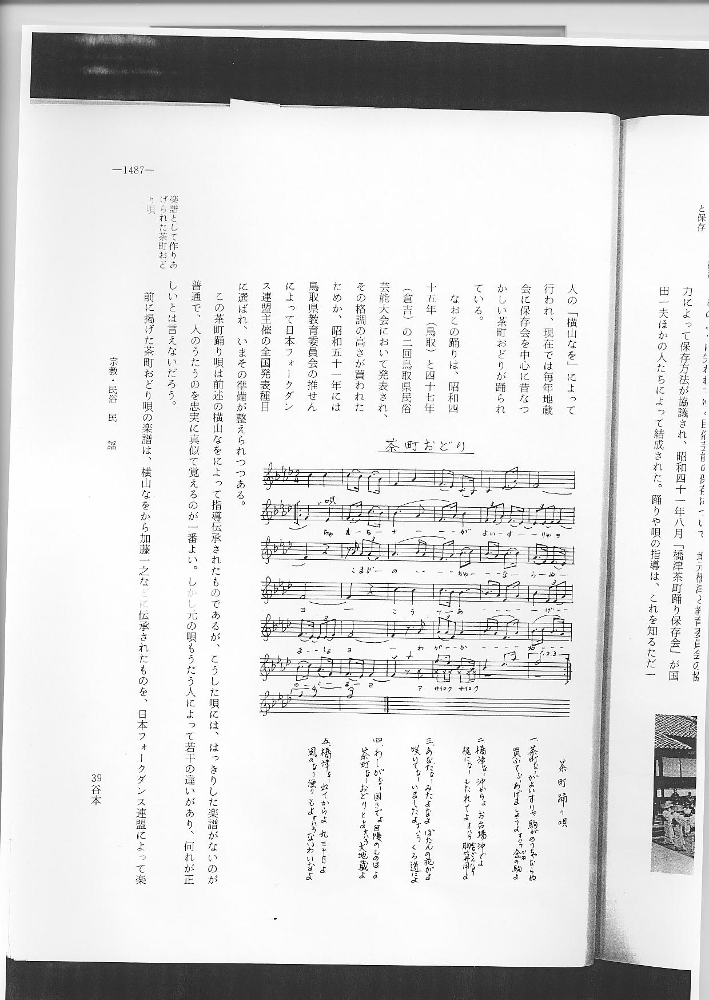 と保存
力によって保存方法が協議され、昭和四十一年八月「橋津茶町踊り保存会」が国
田一夫ほかの人たちによって結成された。踊りや唄の指導は、これを知るただ一
人の「横山なを」によって
行われ、現在では毎年地蔵
会に保存会を中心に昔なつ
かしい茶町おどりが踊られ
ている。
なおこの踊りは、昭和四
十五年（鳥取）と四十七年
（倉吉）の二回鳥取県民俗
芸能大会において発表され、
その格調の高さが買われた
ためか、昭和五十一年には
鳥取県教育委員会の推せん
によって日本フォークダン
ス連盟主催の全国発表種目
に選ばれ、いまその準備が整えられつつある。
茶町おどり
唄
ちゃ まーちーナーーーが よいーすーーりゃヨ
こまがーのーーーーちゃーーなーらーぬー
ヨーこうてーあーーーーーげーー
まーーしょヨーわがーーかーーーーね
1.2.3
のーーこーまーヨ ア サイロク サイロク
4
茶町踊り唄
一、茶町なーがよいすりゃ 駒がのうちゃならぬ
買ふてなーあげましょうよオハラ金の駒よ
かね
二、橋津なー沖からよ お台場沖でよ
梶になーもたれてよオハラ胸算用よ
三、あなだなーみたよなよ ぼたんの花がよ
咲いてなーいましたよオハラ くる道によ
四、わしがなー国さでよ自慢のものはよ
茶町なーおどりとよオハラ大地蔵よ
五、橋津なー出てからよ 丸三十日よ
風のなー便りもよオハラないわいなよ
この茶町踊り唄は前述の横山なをによって指導伝承されたものであるが、こうした唄には、はっきりした楽譜がないのが
普通で、人のうたうのを忠実に真似て覚えるのが一番よい。しかし元の唄もうたう人によって若干の違いがあり、何れが正
しいとは言えないだろう。
楽譜として作りあ
げられた茶町おど
り唄
前に掲げた茶町おどり唄の楽譜は、横山なをから加藤一之などに伝承されたものを、日本フォークダンス連盟によって楽
宗教・民俗 民 謡
—1487—
39谷本